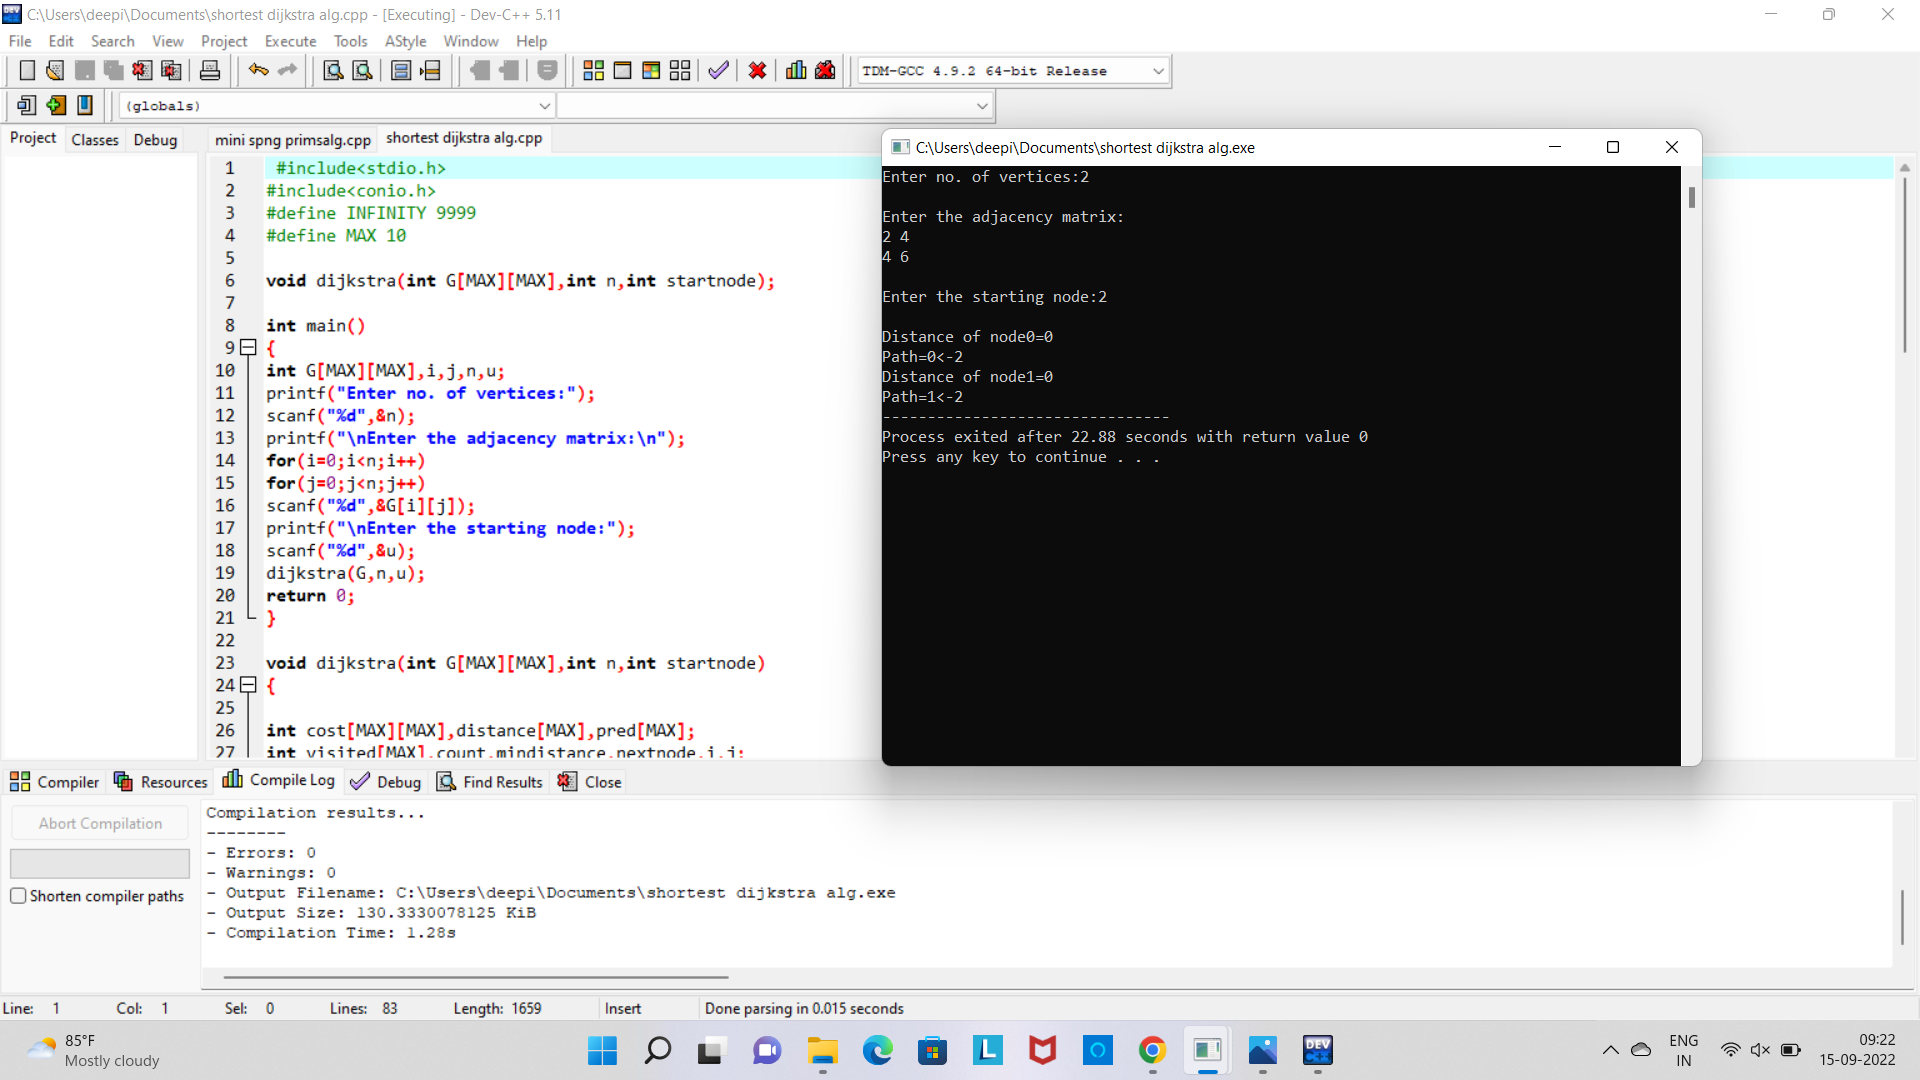 C:\Users\deepi\Documents\shortest dijkstra alg.cpp - [Executing] - Dev-C++ 5.11
File Edit Search View Project Execute Tools AStyle Window Help
TDM-GCC 4.9.2 64-bit Release
(globals)
Project Classes Debug
mini spng primsalg.cpp shortest dijkstra alg.cpp
1 #include<stdio.h>
2 #include<conio.h>
3 #define INFINITY 9999
4 #define MAX 10
5
6 void dijkstra(int G[MAX][MAX],int n,int startnode);
7
8 int main()
9 {
10 int G[MAX][MAX],i,j,n,u;
11 printf("Enter no. of vertices:");
12 scanf("%d",&n);
13 printf("\nEnter the adjacency matrix:\n");
14 for(i=0;i<n;i++)
15 for(j=0;j<n;j++)
16 scanf("%d",&G[i][j]);
17 printf("\nEnter the starting node:");
18 scanf("%d",&u);
19 dijkstra(G,n,u);
20 return 0;
21 }
22
23 void dijkstra(int G[MAX][MAX],int n,int startnode)
24 {
25
26 int cost[MAX][MAX],distance[MAX],pred[MAX];
27 int visited[MAX],count,mindistance,nextnode,i,j;
C:\Users\deepi\Documents\shortest dijkstra alg.exe
Enter no. of vertices:2
Enter the adjacency matrix:
2 4
4 6
Enter the starting node:2
Distance of node0=0
Path=0<-2
Distance of node1=0
Path=1<-2
--------------------------------
Process exited after 22.88 seconds with return value 0
Press any key to continue . . .
Compiler Resources Compile Log Debug Find Results Close
Abort Compilation
Shorten compiler paths
Compilation results...
--------
- Errors: 0
- Warnings: 0
- Output Filename: C:\Users\deepi\Documents\shortest dijkstra alg.exe
- Output Size: 130.3330078125 KiB
- Compilation Time: 1.28s
Line: 1 Col: 1 Sel: 0 Lines: 83 Length: 1659 Insert Done parsing in 0.015 seconds
85°F
Mostly cloudy
L
DEV
C++
ENG
IN
09:22
15-09-2022